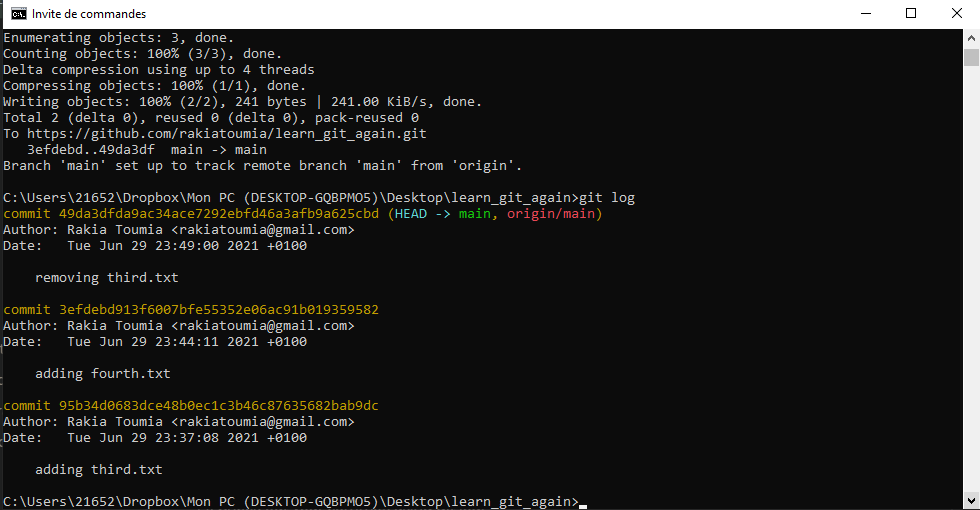 Invite de commandes
Enumerating objects: 3, done.
Counting objects: 100% (3/3), done.
Delta compression using up to 4 threads
Compressing objects: 100% (1/1), done.
Writing objects: 100% (2/2), 241 bytes | 241.00 KiB/s, done.
Total 2 (delta 0), reused 0 (delta 0), pack-reused 0
To https://github.com/rakiatoumia/learn_git_again.git
   3efdebd..49da3df  main -> main
Branch 'main' set up to track remote branch 'main' from 'origin'.
C:\Users\21652\Dropbox\Mon PC (DESKTOP-GQBPMO5)\Desktop\learn_git_again>git log
commit 49da3dfda9ac34ace7292ebfd46a3afb9a625cbd (HEAD -> main, origin/main)
Author: Rakia Toumia <rakiatoumia@gmail.com>
Date:   Tue Jun 29 23:49:00 2021 +0100
    removing third.txt
commit 3efdebd913f6007bfe55352e06ac91b019359582
Author: Rakia Toumia <rakiatoumia@gmail.com>
Date:   Tue Jun 29 23:44:11 2021 +0100
    adding fourth.txt
commit 95b34d0683dce48b0ec1c3b46c87635682bab9dc
Author: Rakia Toumia <rakiatoumia@gmail.com>
Date:   Tue Jun 29 23:37:08 2021 +0100
    adding third.txt
C:\Users\21652\Dropbox\Mon PC (DESKTOP-GQBPMO5)\Desktop\learn_git_again>